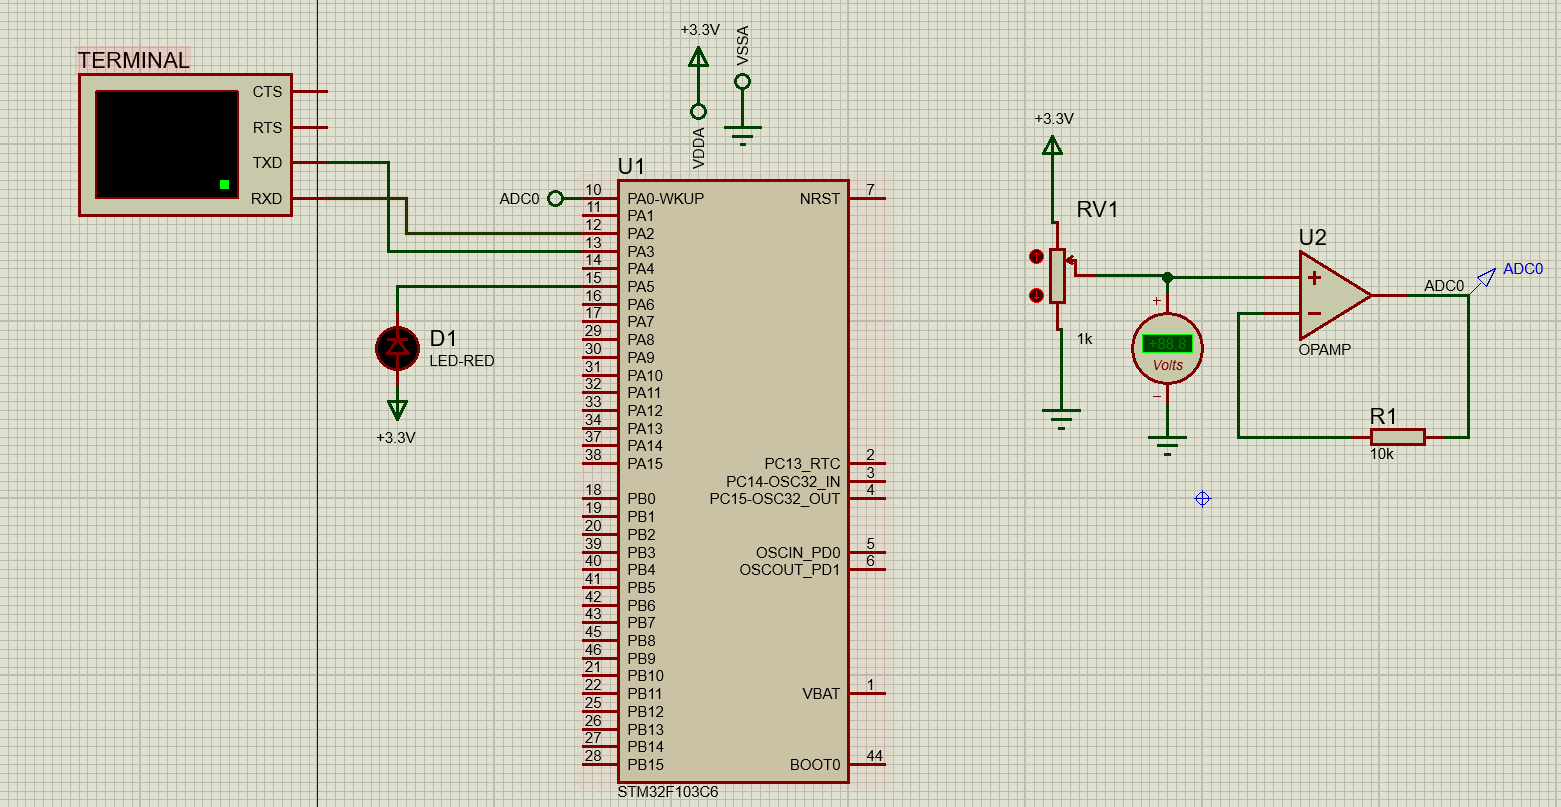 TERMINAL
CTS
RTS
TXD
RXD
+3.3V
VDDA
VSSA
U1
ADC0
10 PA0-WKUP
11 PA1
12 PA2
13 PA3
14 PA4
15 PA5
16 PA6
17 PA7
29 PA8
30 PA9
31 PA10
32 PA11
33 PA12
34 PA13
37 PA14
38 PA15
18 PB0
19 PB1
20 PB2
39 PB3
40 PB4
41 PB5
42 PB6
43 PB7
45 PB8
46 PB9
21 PB10
22 PB11
25 PB12
26 PB13
27 PB14
28 PB15
NRST 7
PC13_RTC 2
PC14-OSC32_IN 3
PC15-OSC32_OUT 4
OSCIN_PD0 5
OSCOUT_PD1 6
VBAT 1
BOOT0 44
STM32F103C6
D1
LED-RED
+3.3V
+3.3V
RV1
1k
+
+88.8
Volts
−
U2
+
−
OPAMP
ADC0
ADC0
R1
10k